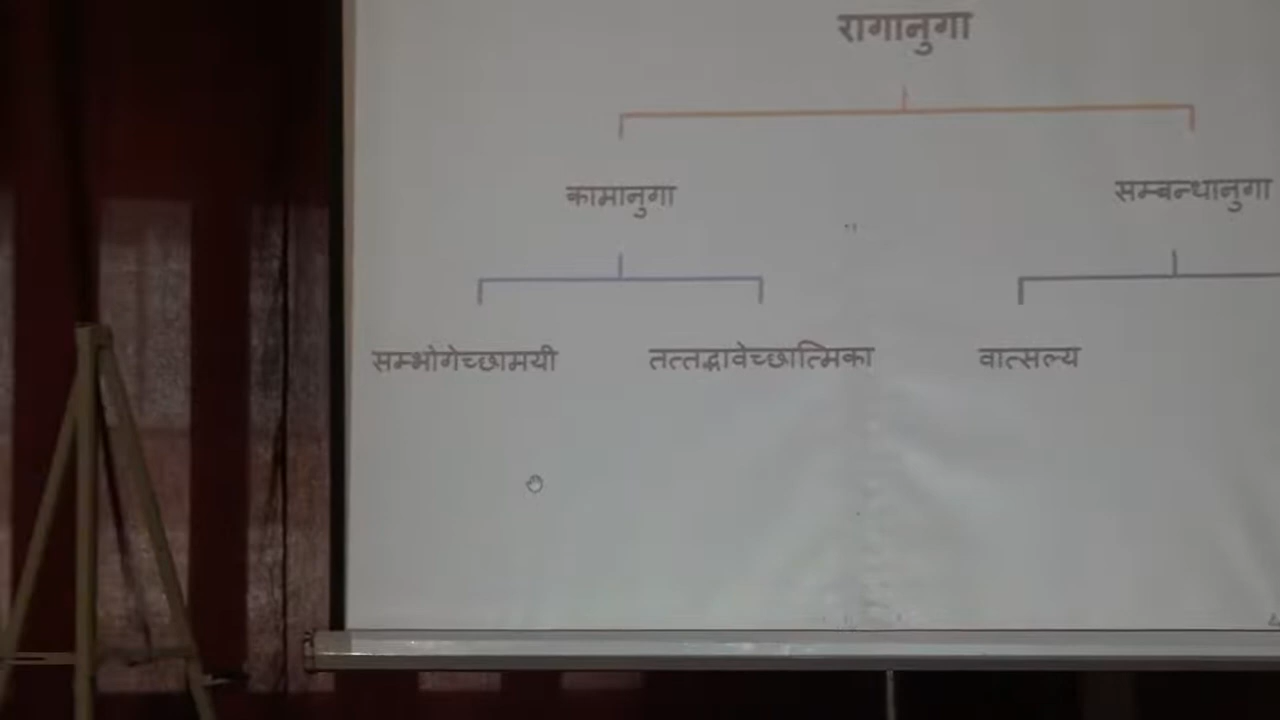 रागानुगा
कामानुगा सम्बन्धानुगा
सम्भोगेच्छामयी तत्तद्भावेच्छात्मिका वात्सल्य